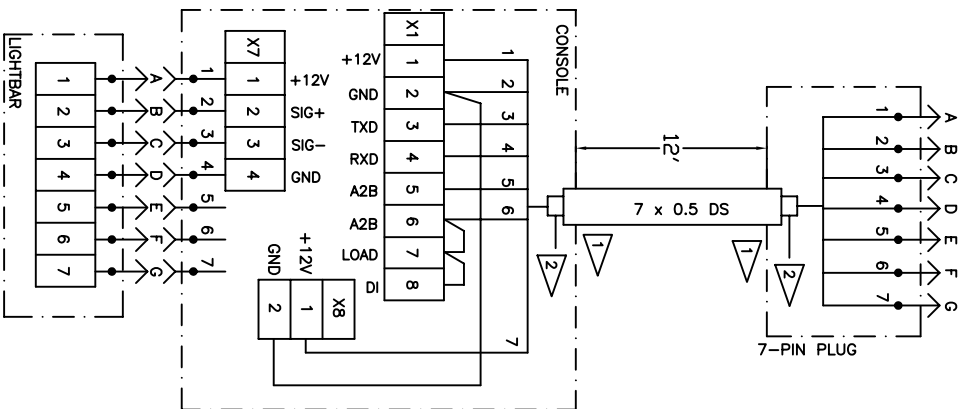 CONSOLE
LIGHTBAR
1
2
3
4
5
6
7
A
B
C
D
E
F
G
1
2
3
4
5
6
7
X7
1 +12V
2 SIG+
3 SIG-
4 GND
X1
+12V 1
GND 2
TXD 3
RXD 4
A2B 5
A2B 6
LOAD 7
DI 8
1
2
3
4
5
6
7
X8
+12V 1
GND 2
12'
7 x 0.5 DS
1
2
1
2
7-PIN PLUG
1 A
2 B
3 C
4 D
5 E
6 F
7 G